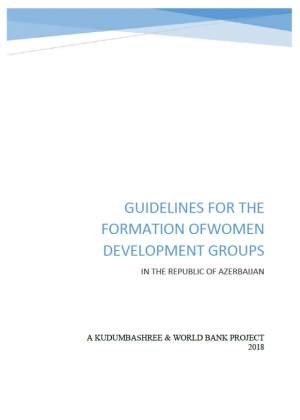 GUIDELINES FOR THE
FORMATION OFWOMEN
DEVELOPMENT GROUPS
IN THE REPUBLIC OF AZERBAIJAN
A KUDUMBASHREE & WORLD BANK PROJECT
2018